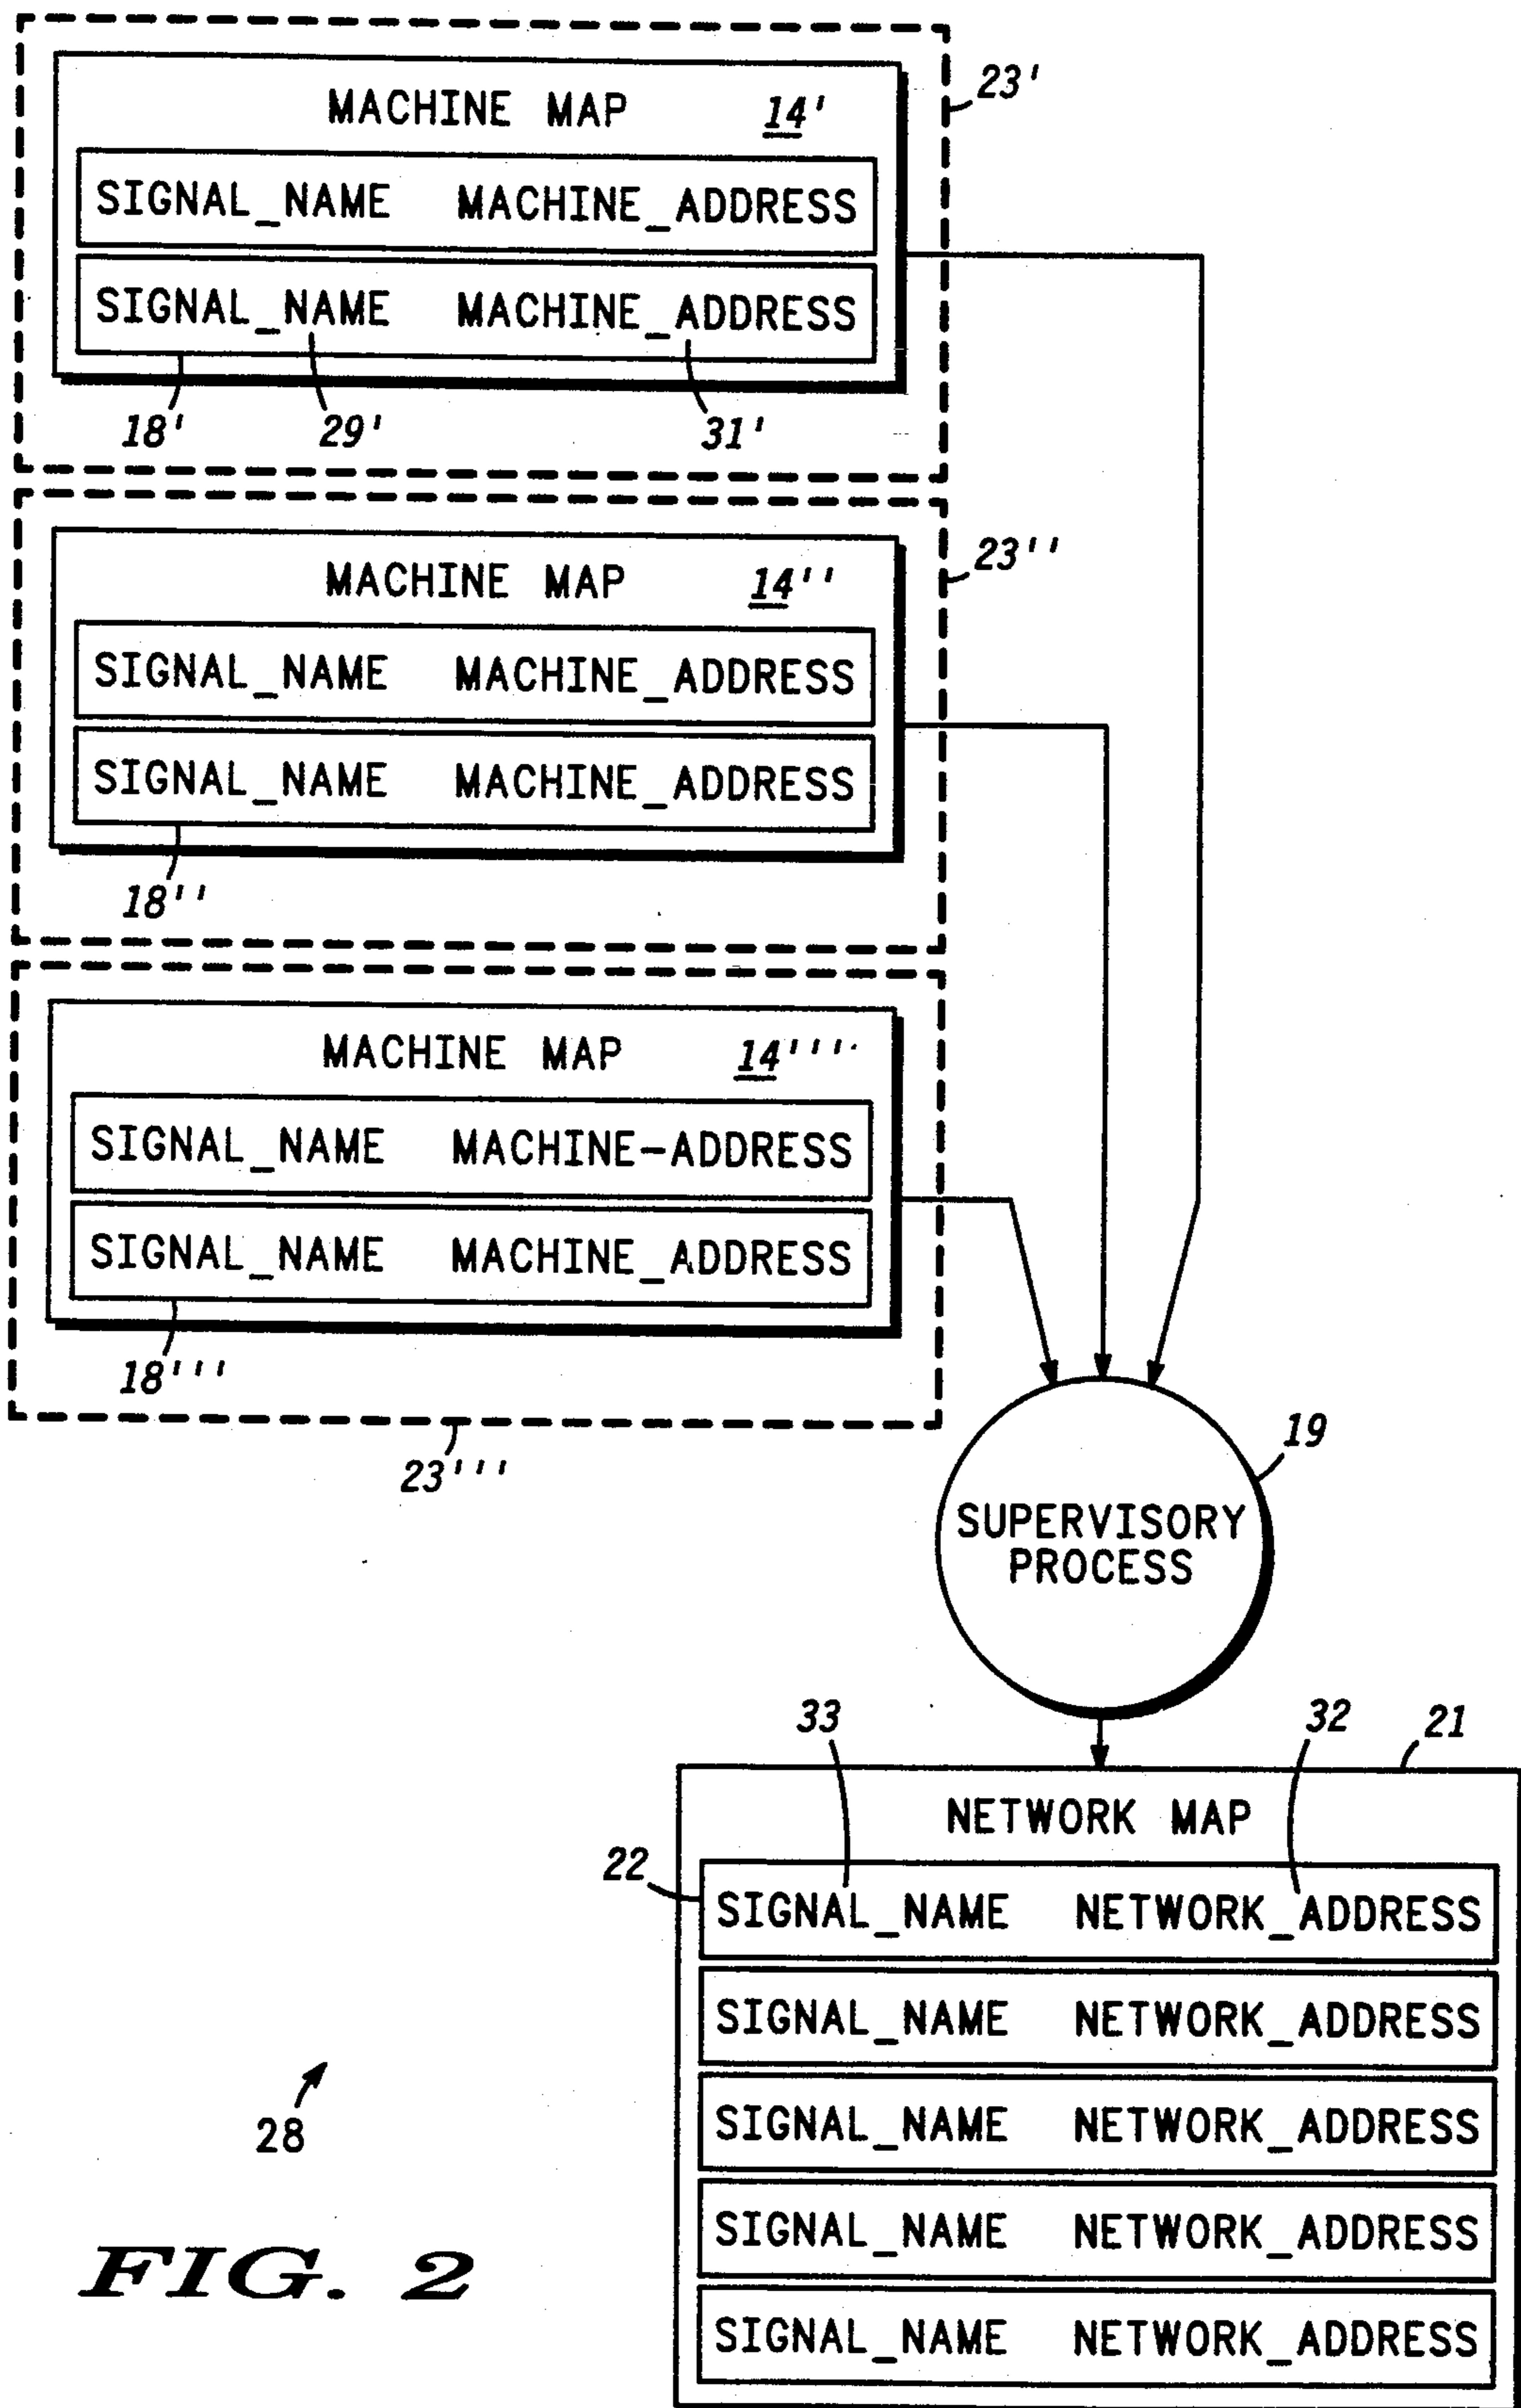 23'
MACHINE MAP 14'
SIGNAL_NAME MACHINE_ADDRESS
SIGNAL_NAME MACHINE_ADDRESS
18' 29' 31'
23''
MACHINE MAP 14''
SIGNAL_NAME MACHINE_ADDRESS
SIGNAL_NAME MACHINE_ADDRESS
18''
MACHINE MAP 14'''
SIGNAL_NAME MACHINE-ADDRESS
SIGNAL_NAME MACHINE_ADDRESS
18'''
23'''
19
SUPERVISORY
PROCESS
33 32 21
NETWORK MAP
22
SIGNAL_NAME NETWORK_ADDRESS
SIGNAL_NAME NETWORK_ADDRESS
SIGNAL_NAME NETWORK_ADDRESS
SIGNAL_NAME NETWORK_ADDRESS
SIGNAL_NAME NETWORK_ADDRESS
28
FIG. 2